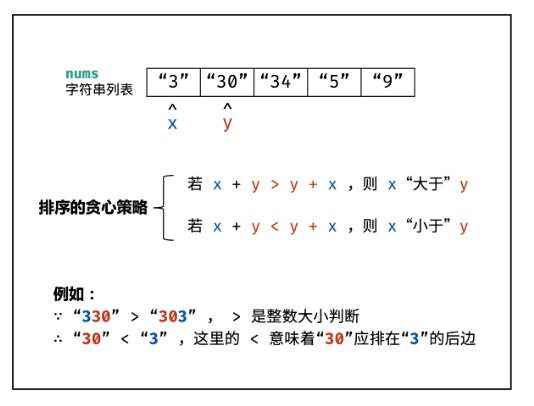 nums
字符串列表
“3” “30” “34” “5” “9”
^ ^
x y
排序的贪心策略
若 x + y > y + x ，则 x “大于” y
若 x + y < y + x ，则 x “小于” y
例如：
∵ “330” > “303” ， > 是整数大小判断
∴ “30” < “3” ，这里的 < 意味着“30”应排在“3”的后边